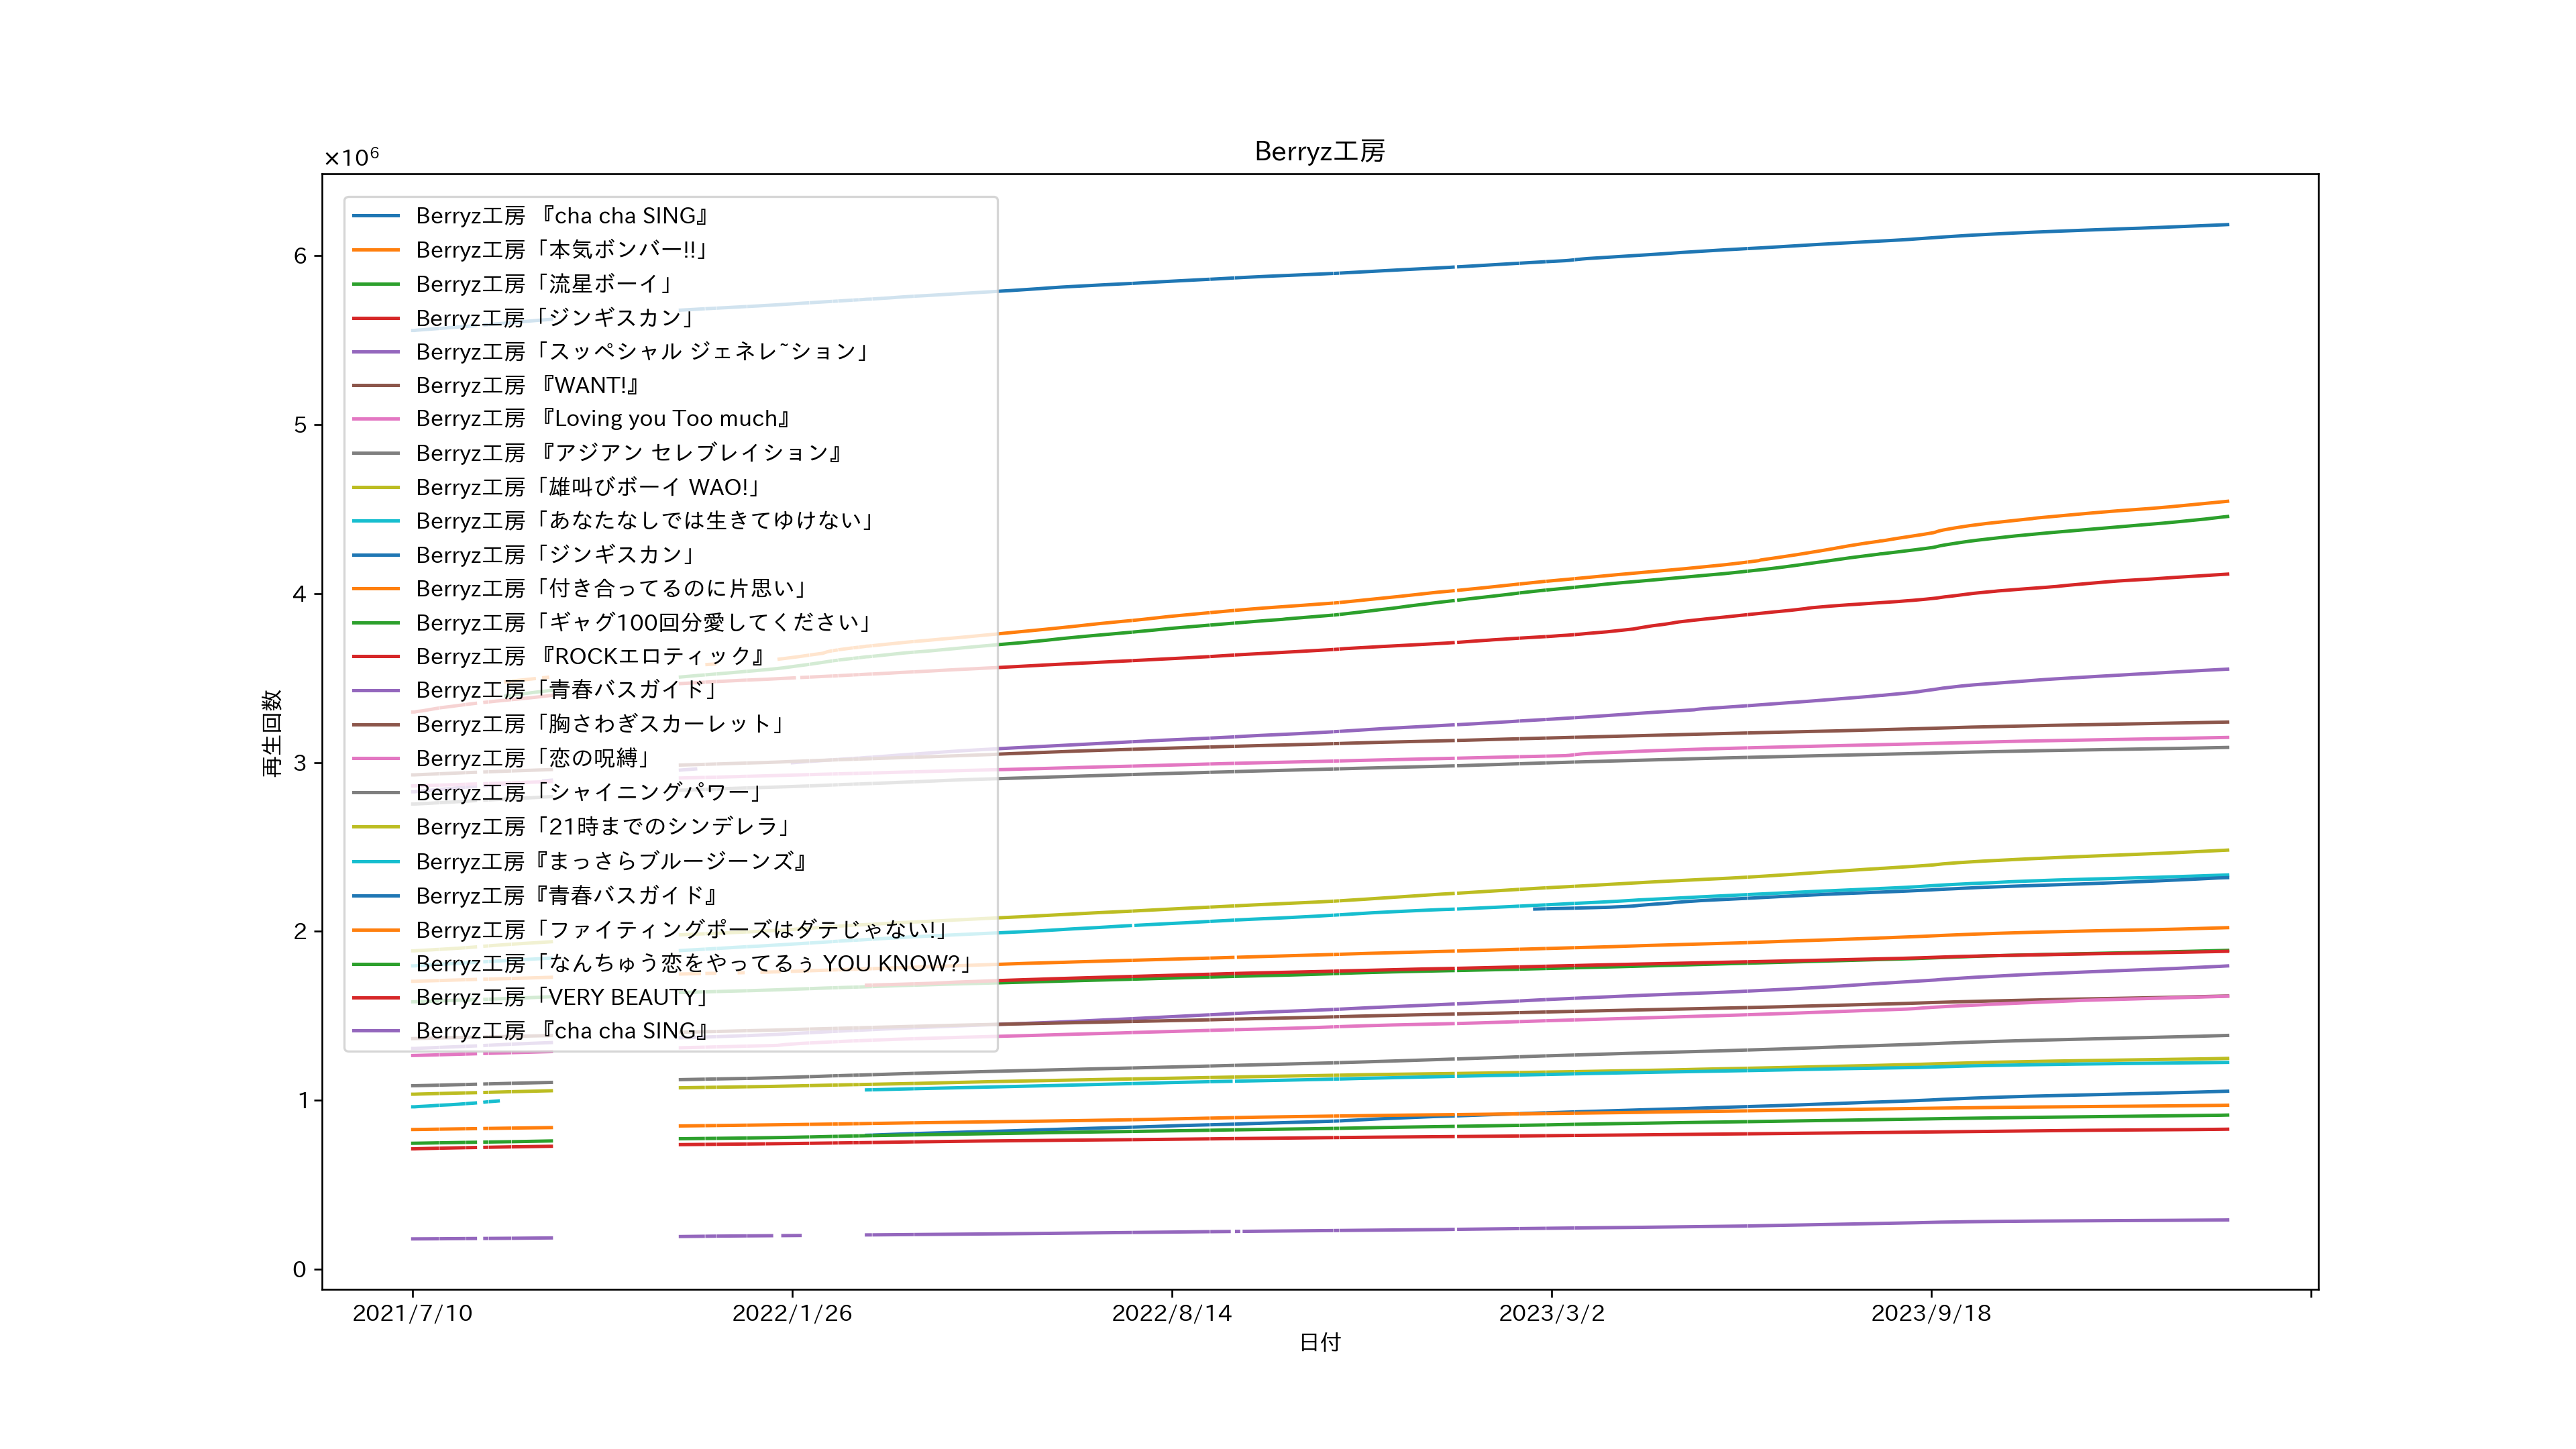 Berryz工房
×10⁶
Berryz工房 『cha cha SING』
Berryz工房「本気ボンバー!!」
Berryz工房「流星ボーイ」
Berryz工房「ジンギスカン」
Berryz工房「スッペシャル ジェネレ~ション」
Berryz工房 『WANT!』
Berryz工房 『Loving you Too much』
Berryz工房 『アジアン セレブレイション』
Berryz工房「雄叫びボーイ WAO!」
Berryz工房「あなたなしでは生きてゆけない」
Berryz工房「ジンギスカン」
Berryz工房「付き合ってるのに片思い」
Berryz工房「ギャグ100回分愛してください」
Berryz工房 『ROCKエロティック』
Berryz工房「青春バスガイド」
Berryz工房「胸さわぎスカーレット」
Berryz工房「恋の呪縛」
Berryz工房「シャイニングパワー」
Berryz工房「21時までのシンデレラ」
Berryz工房『まっさらブルージーンズ』
Berryz工房『青春バスガイド』
Berryz工房「ファイティングポーズはダテじゃない!」
Berryz工房「なんちゅう恋をやってるぅ YOU KNOW?」
Berryz工房「VERY BEAUTY」
Berryz工房 『cha cha SING』
6
5
4
3
2
1
0
再生回数
2021/7/10
2022/1/26
2022/8/14
2023/3/2
2023/9/18
日付